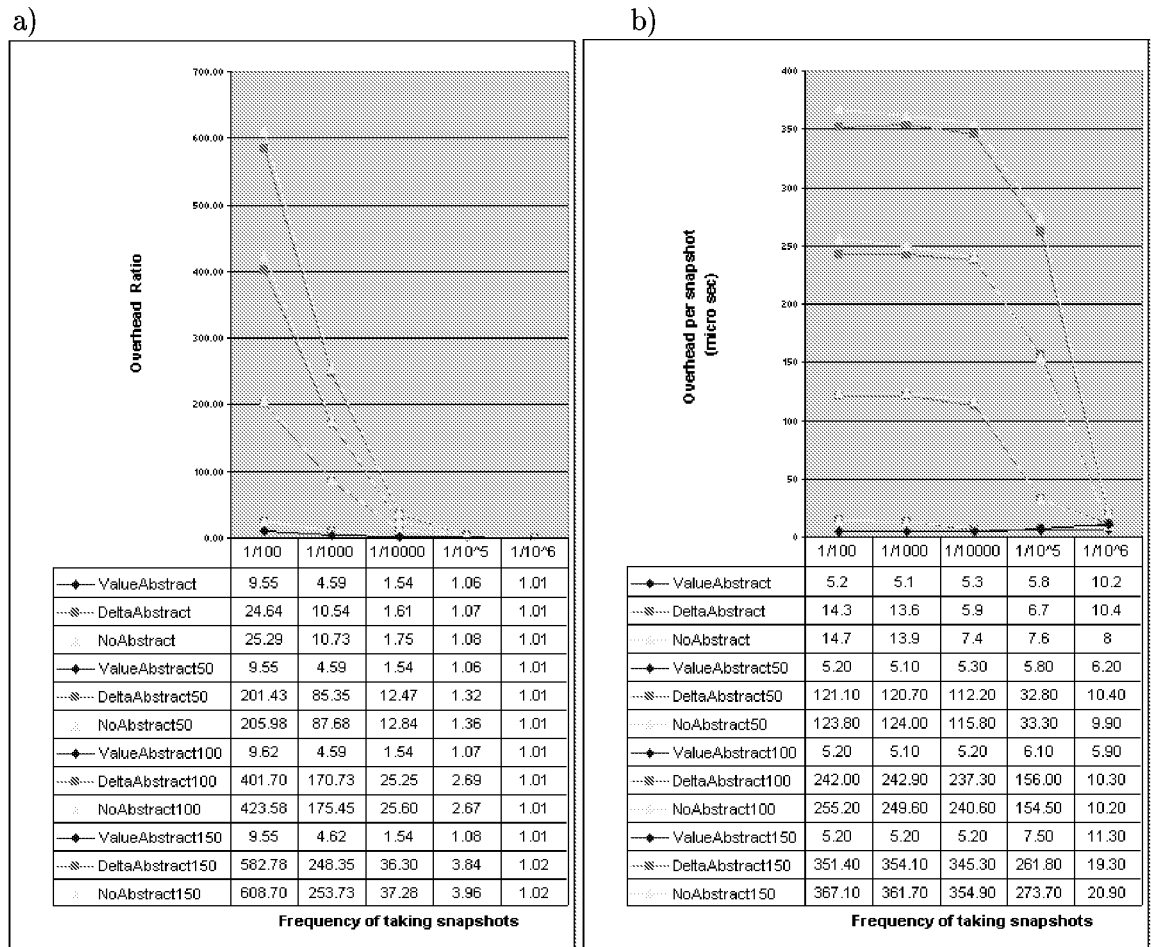 a)
700.00
600.00
500.00
400.00
300.00
200.00
100.00
0.00
Overhead Ratio
1/100 1/1000 1/10000 1/10^5 1/10^6
ValueAbstract 9.55 4.59 1.54 1.06 1.01
DeltaAbstract 24.64 10.54 1.61 1.07 1.01
NoAbstract 25.29 10.73 1.75 1.08 1.01
ValueAbstract50 9.55 4.59 1.54 1.06 1.01
DeltaAbstract50 201.43 85.35 12.47 1.32 1.01
NoAbstract50 205.98 87.68 12.84 1.36 1.01
ValueAbstract100 9.62 4.59 1.54 1.07 1.01
DeltaAbstract100 401.70 170.73 25.25 2.69 1.01
NoAbstract100 423.58 175.45 25.60 2.67 1.01
ValueAbstract150 9.55 4.62 1.54 1.08 1.01
DeltaAbstract150 582.78 248.35 36.30 3.84 1.02
NoAbstract150 608.70 253.73 37.28 3.96 1.02
Frequency of taking snapshots
b)
400
350
300
250
200
150
100
50
0
Overhead per snapshot
(micro sec)
1/100 1/1000 1/10000 1/10^5 1/10^6
ValueAbstract 5.2 5.1 5.3 5.8 10.2
DeltaAbstract 14.3 13.6 5.9 6.7 10.4
NoAbstract 14.7 13.9 7.4 7.6 8
ValueAbstract50 5.20 5.10 5.30 5.80 6.20
DeltaAbstract50 121.10 120.70 112.20 32.80 10.40
NoAbstract50 123.80 124.00 115.80 33.30 9.90
ValueAbstract100 5.20 5.10 5.20 6.10 5.90
DeltaAbstract100 242.00 242.90 237.30 156.00 10.30
NoAbstract100 255.20 249.60 240.60 154.50 10.20
ValueAbstract150 5.20 5.20 5.20 7.50 11.30
DeltaAbstract150 351.40 354.10 345.30 261.80 19.30
NoAbstract150 367.10 361.70 354.90 273.70 20.90
Frequency of taking snapshots